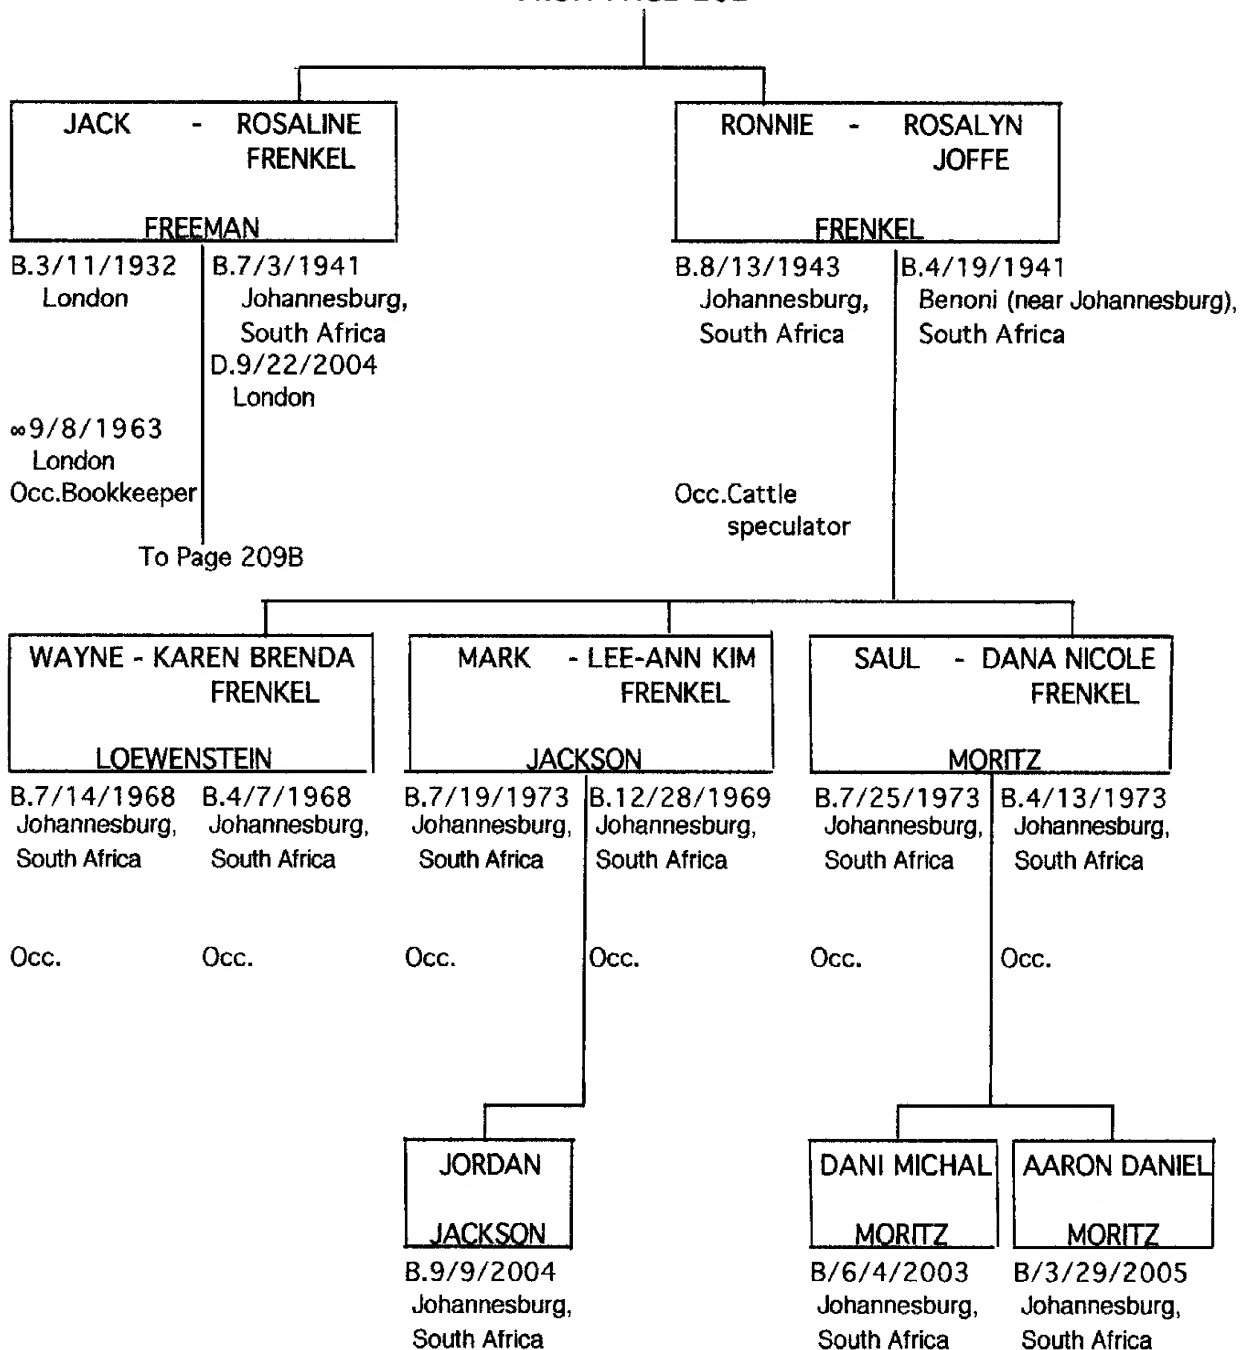 JACK - ROSALINE
FRENKEL
FREEMAN
B.3/11/1932
London
B.7/3/1941
Johannesburg,
South Africa
D.9/22/2004
London
∞9/8/1963
London
Occ.Bookkeeper
To Page 209B
RONNIE - ROSALYN
JOFFE
FRENKEL
B.8/13/1943
Johannesburg,
South Africa
B.4/19/1941
Benoni (near Johannesburg),
South Africa
Occ.Cattle
speculator
WAYNE - KAREN BRENDA
FRENKEL
LOEWENSTEIN
B.7/14/1968
Johannesburg,
South Africa
Occ.
B.4/7/1968
Johannesburg,
South Africa
Occ.
MARK - LEE-ANN KIM
FRENKEL
JACKSON
B.7/19/1973
Johannesburg,
South Africa
Occ.
B.12/28/1969
Johannesburg,
South Africa
Occ.
SAUL - DANA NICOLE
FRENKEL
MORITZ
B.7/25/1973
Johannesburg,
South Africa
Occ.
B.4/13/1973
Johannesburg,
South Africa
Occ.
JORDAN
JACKSON
B.9/9/2004
Johannesburg,
South Africa
DANI MICHAL
MORITZ
B/6/4/2003
Johannesburg,
South Africa
AARON DANIEL
MORITZ
B/3/29/2005
Johannesburg,
South Africa